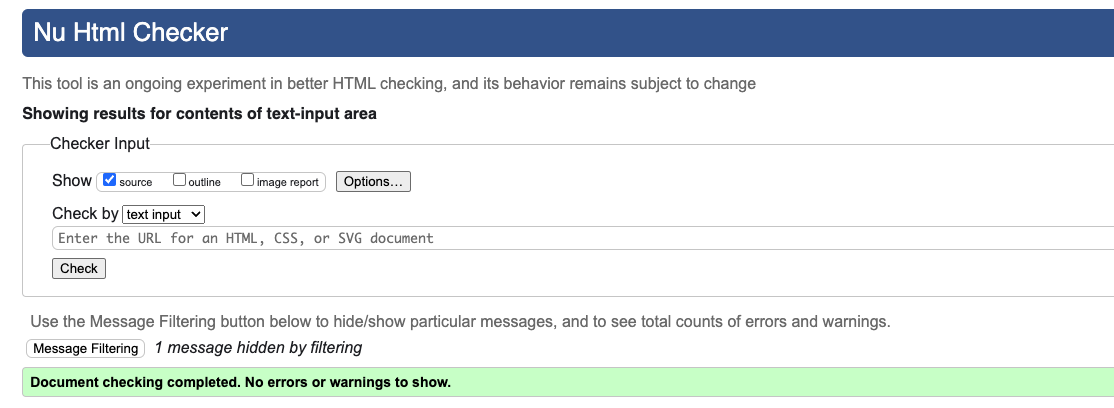 Nu Html Checker
This tool is an ongoing experiment in better HTML checking, and its behavior remains subject to change
Showing results for contents of text-input area
Checker Input
Show source outline image report Options…
Check by text input
Enter the URL for an HTML, CSS, or SVG document
Check
Use the Message Filtering button below to hide/show particular messages, and to see total counts of errors and warnings.
Message Filtering 1 message hidden by filtering
Document checking completed. No errors or warnings to show.